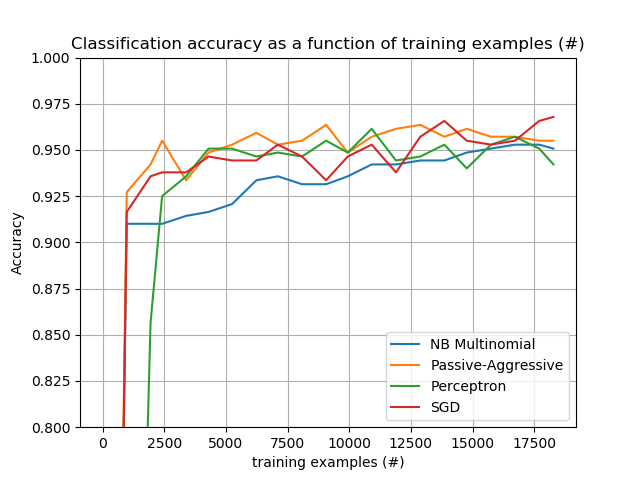 Classification accuracy as a function of training examples (#)
1.000
0.975
0.950
0.925
0.900
0.875
0.850
0.825
0.800
Accuracy
NB Multinomial
Passive-Aggressive
Perceptron
SGD
0 2500 5000 7500 10000 12500 15000 17500
training examples (#)